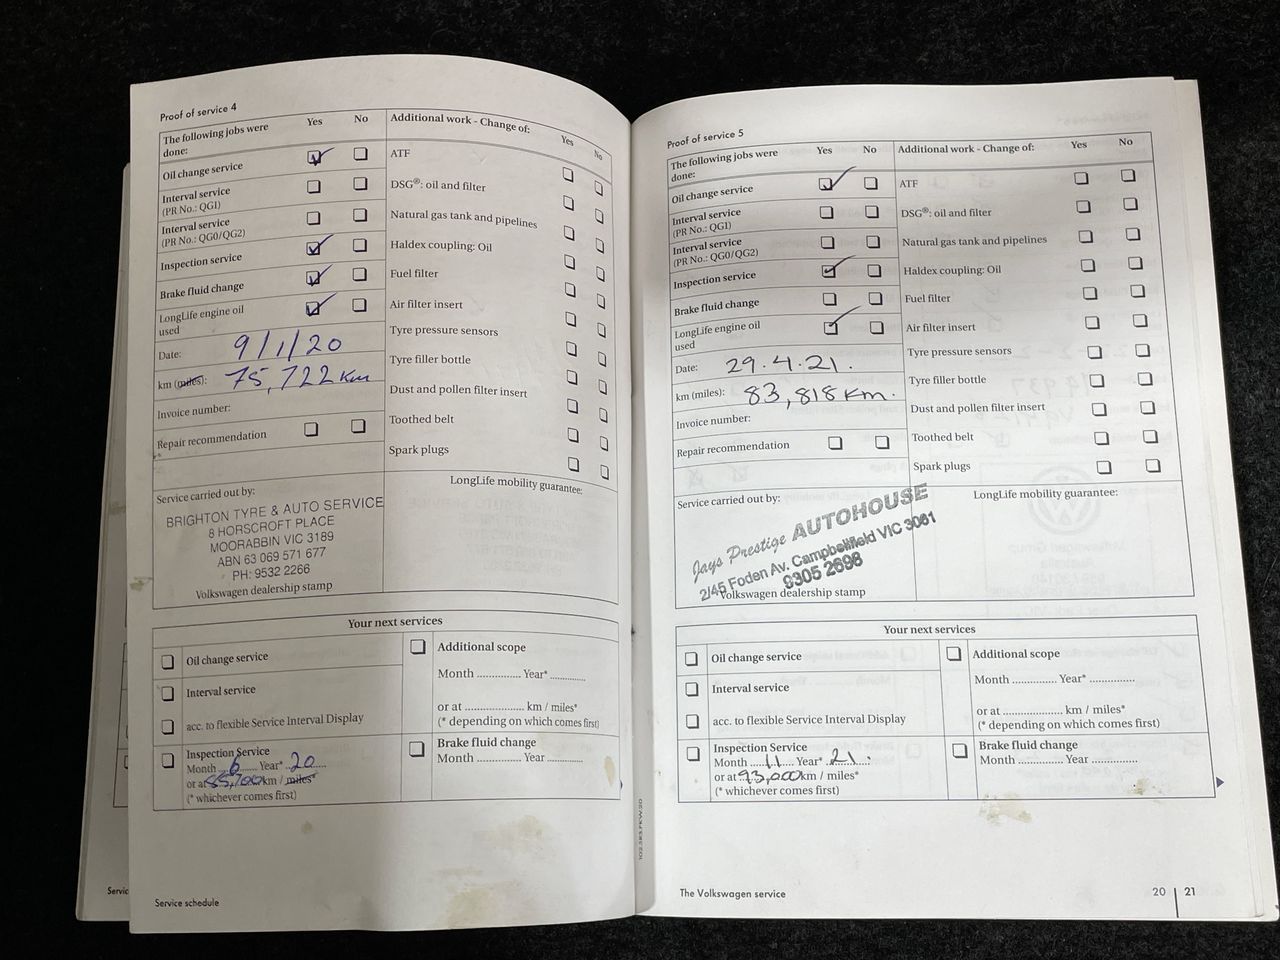 Proof of service 4
The following jobs were
done:
Yes
No
Oil change service
Interval service
(PR No.: QG1)
Interval service
(PR No.: QG0/QG2)
Inspection service
Brake fluid change
LongLife engine oil
used
Date: 9/1/20
km (miles): 75,722 km
Invoice number:
Repair recommendation
Additional work - Change of:
Yes
No
ATF
DSG®: oil and filter
Natural gas tank and pipelines
Haldex coupling: Oil
Fuel filter
Air filter insert
Tyre pressure sensors
Tyre filler bottle
Dust and pollen filter insert
Toothed belt
Spark plugs
Service carried out by:
BRIGHTON TYRE & AUTO SERVICE
8 HORSCROFT PLACE
MOORABBIN VIC 3189
ABN 63 069 571 677
PH: 9532 2266
Volkswagen dealership stamp
LongLife mobility guarantee:
Your next services
Oil change service
Interval service
acc. to flexible Service Interval Display
Inspection Service
Month 6 Year* 20
or at 85,700 km / miles*
(* whichever comes first)
Additional scope
Month .............. Year* ............
or at .................... km / miles*
(* depending on which comes first)
Brake fluid change
Month .............. Year ............
Service schedule
Proof of service 5
The following jobs were
done:
Yes
No
Oil change service
Interval service
(PR No.: QG1)
Interval service
(PR No.: QG0/QG2)
Inspection service
Brake fluid change
LongLife engine oil
used
Date: 29.4.21.
km (miles): 83,818 km.
Invoice number:
Repair recommendation
Additional work - Change of:
Yes
No
ATF
DSG®: oil and filter
Natural gas tank and pipelines
Haldex coupling: Oil
Fuel filter
Air filter insert
Tyre pressure sensors
Tyre filler bottle
Dust and pollen filter insert
Toothed belt
Spark plugs
Service carried out by:
Jays Prestige AUTOHOUSE
2/45 Foden Av. Campbellfield VIC 3061
9305 2698
Volkswagen dealership stamp
LongLife mobility guarantee:
Your next services
Oil change service
Interval service
acc. to flexible Service Interval Display
Inspection Service
Month 11 Year* 21.
or at 93,000 km / miles*
(* whichever comes first)
Additional scope
Month .............. Year* ..............
or at .................... km / miles*
(* depending on which comes first)
Brake fluid change
Month .............. Year ..............
The Volkswagen service
20 | 21